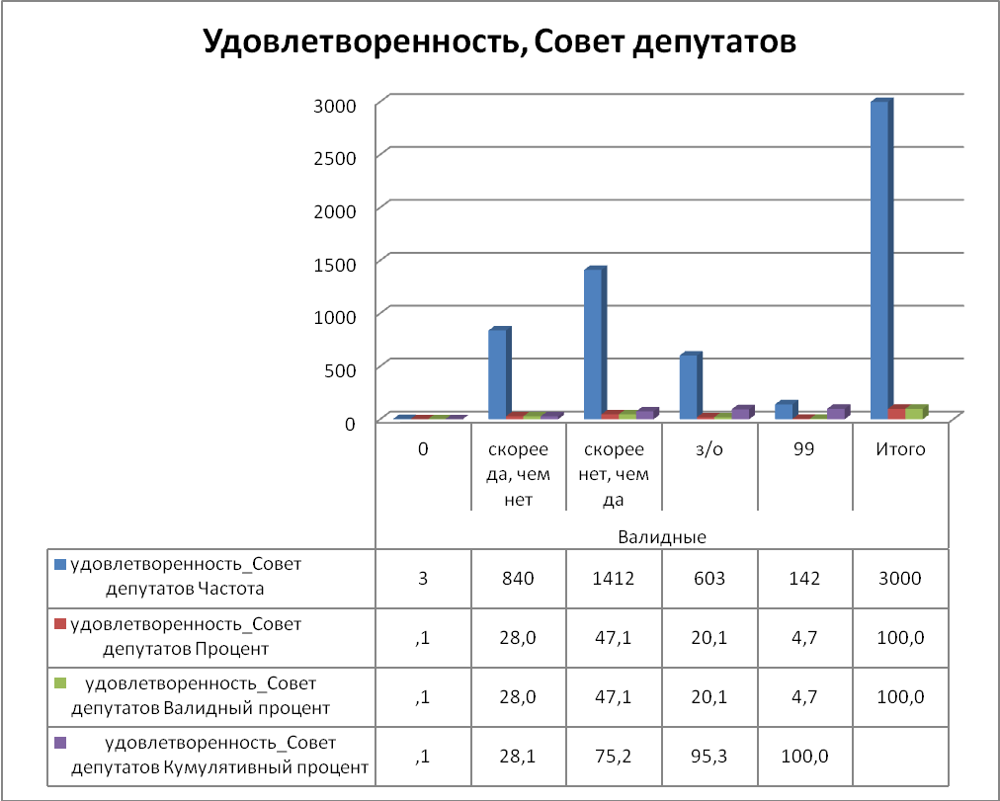 Удовлетворенность, Совет депутатов
3000
2500
2000
1500
1000
500
0
0
скорее
да, чем
нет
скорее
нет, чем
да
з/о
99
Итого
Валидные
удовлетворенность_Совет
депутатов Частота
3 840 1412 603 142 3000
удовлетворенность_Совет
депутатов Процент
,1 28,0 47,1 20,1 4,7 100,0
удовлетворенность_Совет
депутатов Валидный процент
,1 28,0 47,1 20,1 4,7 100,0
удовлетворенность_Совет
депутатов Кумулятивный процент
,1 28,1 75,2 95,3 100,0